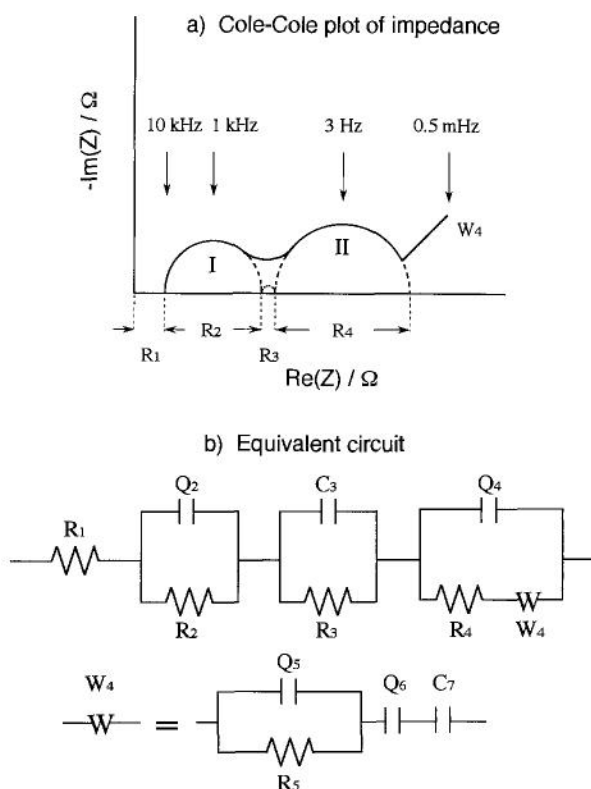 a) Cole-Cole plot of impedance
-Im(Z) / Ω
10 kHz 1 kHz 3 Hz 0.5 mHz
W4
I II
R2 R4
R1 R3
Re(Z) / Ω
b) Equivalent circuit
Q2 C3 Q4
R1
R2 R3 R4 W4
W
W4 Q5 Q6 C7
W =
R5